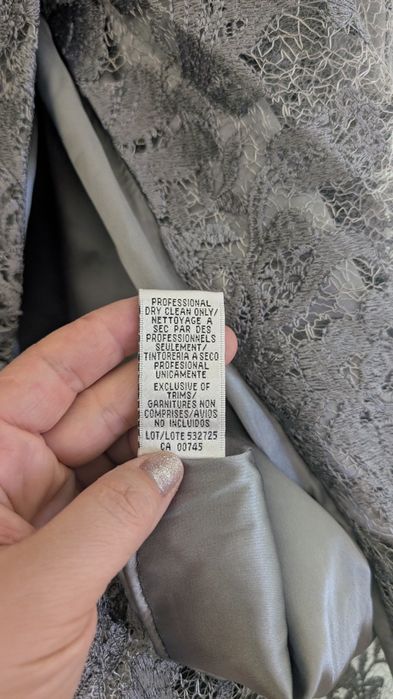 PROFESSIONAL
DRY CLEAN ONLY/
NETTOYAGE A
SEC PAR DES
PROFESSIONNELS
SEULEMENT/
TINTORERIA A SECO
PROFESIONAL
UNICAMENTE
EXCLUSIVE OF
TRIMS/
GARNITURES NON
COMPRISES/AVIOS
NO INCLUIDOS
LOT/LOTE 532725
CA 00745